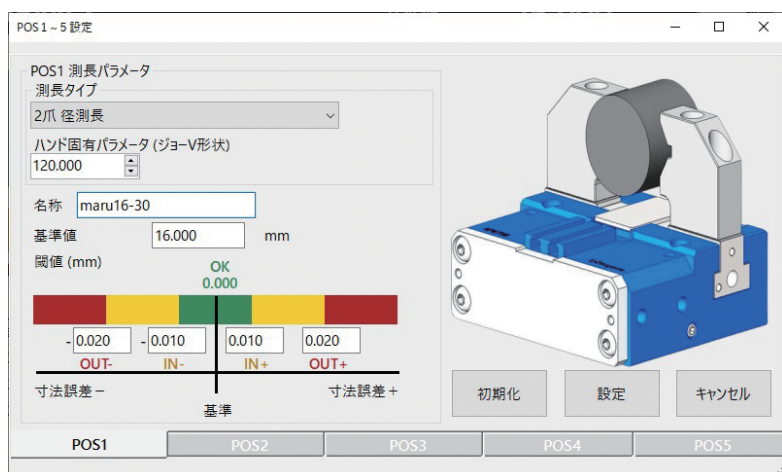 POS1～5 設定
POS1 測長パラメータ
測長タイプ
2爪 径測長
ハンド固有パラメータ (ジョーV形状)
120.000
名称 maru16-30
基準値 16.000 mm
閾値 (mm)
OK
0.000
- 0.020 - 0.010 0.010 0.020
OUT- IN- IN+ OUT+
寸法誤差－ 寸法誤差＋
基準
初期化 設定 キャンセル
POS1 POS2 POS3 POS4 POS5